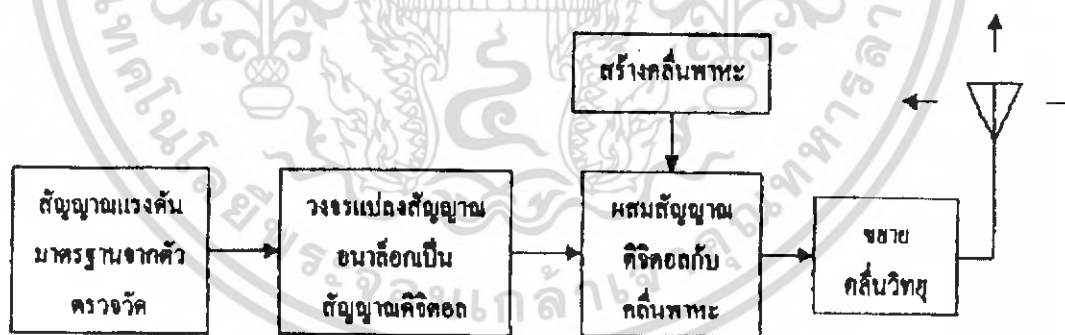 สร้างคลื่นพาหะ
สัญญาณแรงดัน
มาตรฐานจากตัว
ตรวจวัด
วงจรแปลงสัญญาณ
อนาล็อกเป็น
สัญญาณดิจิตอล
ผสมสัญญาณ
ดิจิตอลกับ
คลื่นพาหะ
ขยาย
คลื่นวิทยุ